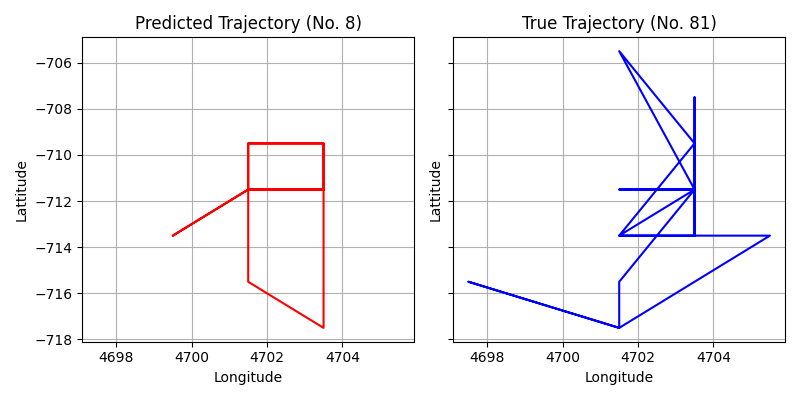 Predicted Trajectory (No. 8)
True Trajectory (No. 81)
Lattitude
−706
−708
−710
−712
−714
−716
−718
4698
4700
4702
4704
Longitude
Lattitude
4698
4700
4702
4704
Longitude